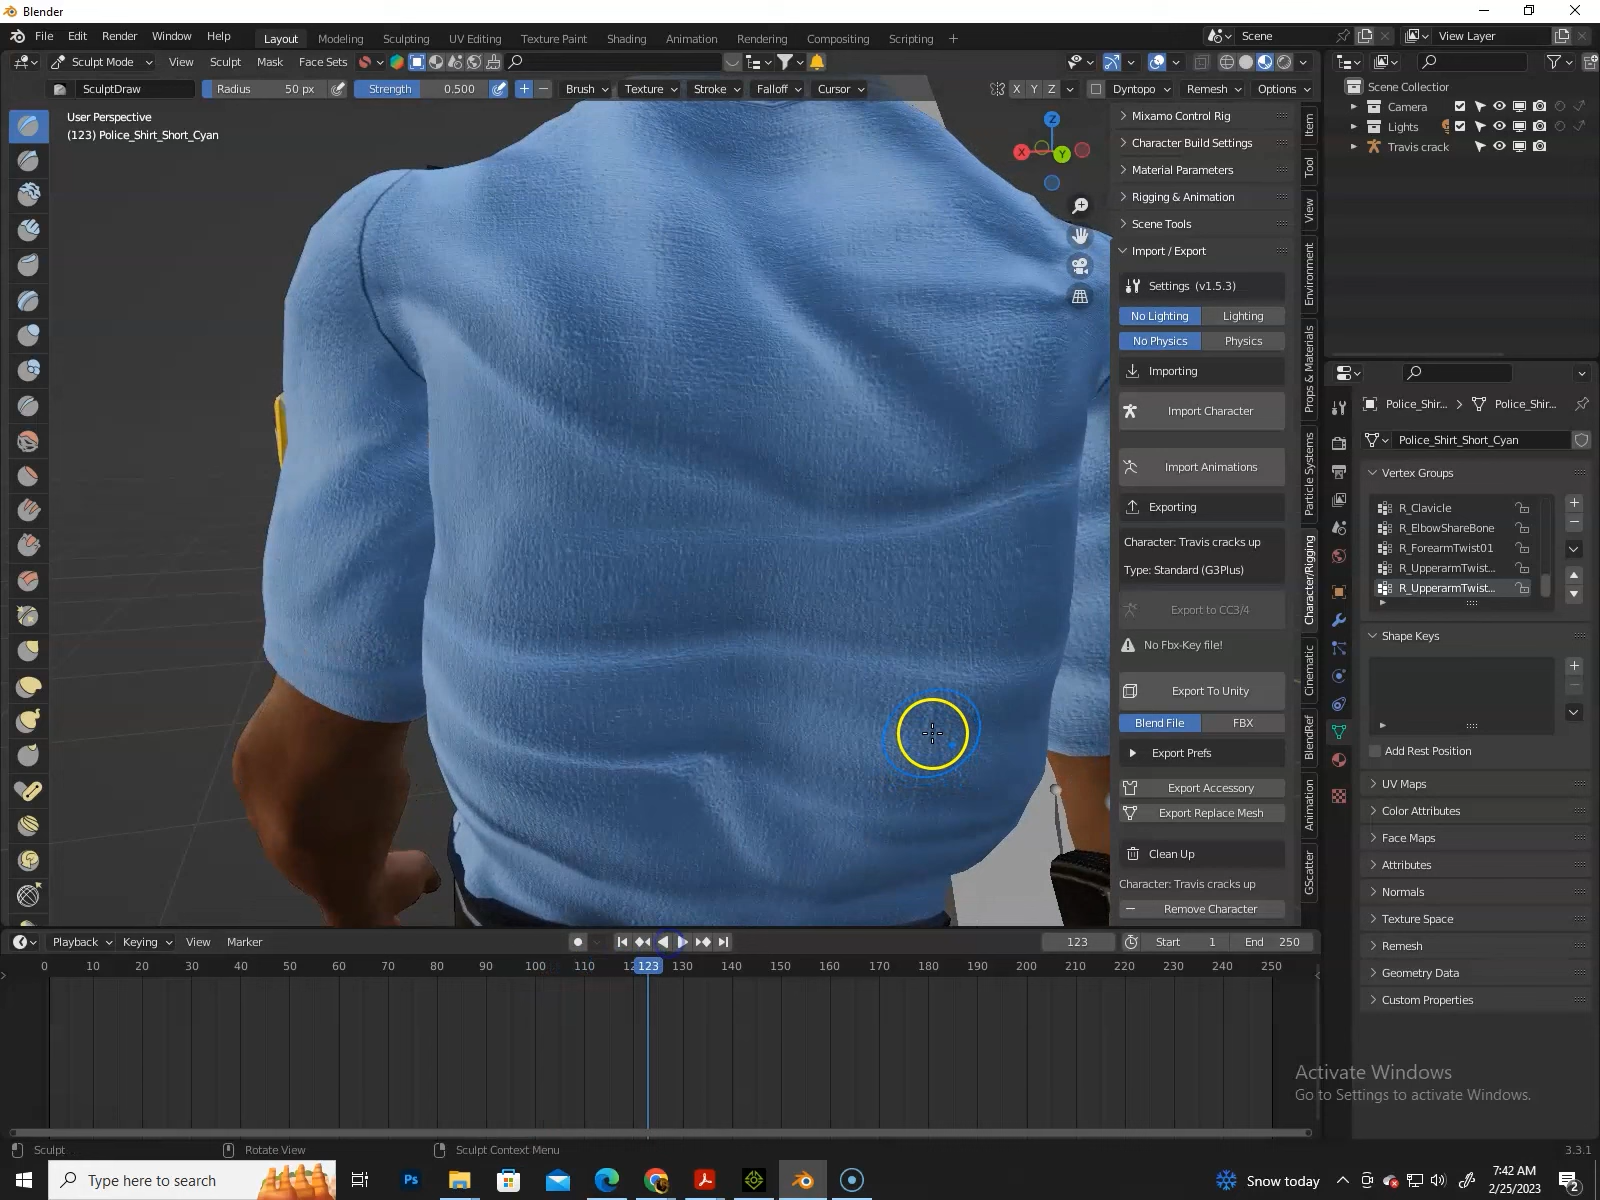 Blender
File Edit Render Window Help Layout Modeling Sculpting UV Editing Texture Paint Shading Animation Rendering Compositing Scripting + Scene View Layer
Sculpt Mode View Sculpt Mask Face Sets
SculptDraw Radius 50 px Strength 0.500 Brush Texture Stroke Falloff Cursor X Y Z Dyntopo Remesh Options
User Perspective
(123) Police_Shirt_Short_Cyan
Z
X
Y
Mixamo Control Rig
Character Build Settings
Material Parameters
Rigging & Animation
Scene Tools
Import / Export
Settings (v1.5.3)
No Lighting Lighting
No Physics Physics
Importing
Import Character
Import Animations
Exporting
Character: Travis cracks up
Type: Standard (G3Plus)
Export to CC3/4
No Fbx-Key file!
Export To Unity
Blend File FBX
Export Prefs
Export Accessory
Export Replace Mesh
Clean Up
Character: Travis cracks up
Remove Character
Item
Tool
View
Environment
Props & Materials
Particle Systems
Character/Rigging
Cinematic
BlendRef
Animation
GScatter
Scene Collectior
Camera
Lights
Travis crack
Police_Shir... > Police_Shir...
Police_Shirt_Short_Cyan
Vertex Groups
R_Clavicle
R_ElbowShareBone
R_ForearmTwist01
R_UpperarmTwist...
R_UpperarmTwist...
Shape Keys
Add Rest Position
UV Maps
Color Attributes
Face Maps
Attributes
Normals
Texture Space
Remesh
Geometry Data
Custom Properties
Playback Keying View Marker 123 Start 1 End 250
0 10 20 30 40 50 60 70 80 90 100 110 12 123 130 140 150 160 170 180 190 200 210 220 230 240 250
Activate Windows
Go to Settings to activate Windows.
Sculpt Rotate View Sculpt Context Menu 3.3.1
Type here to search Ps Snow today 7:42 AM
2/25/2023 2